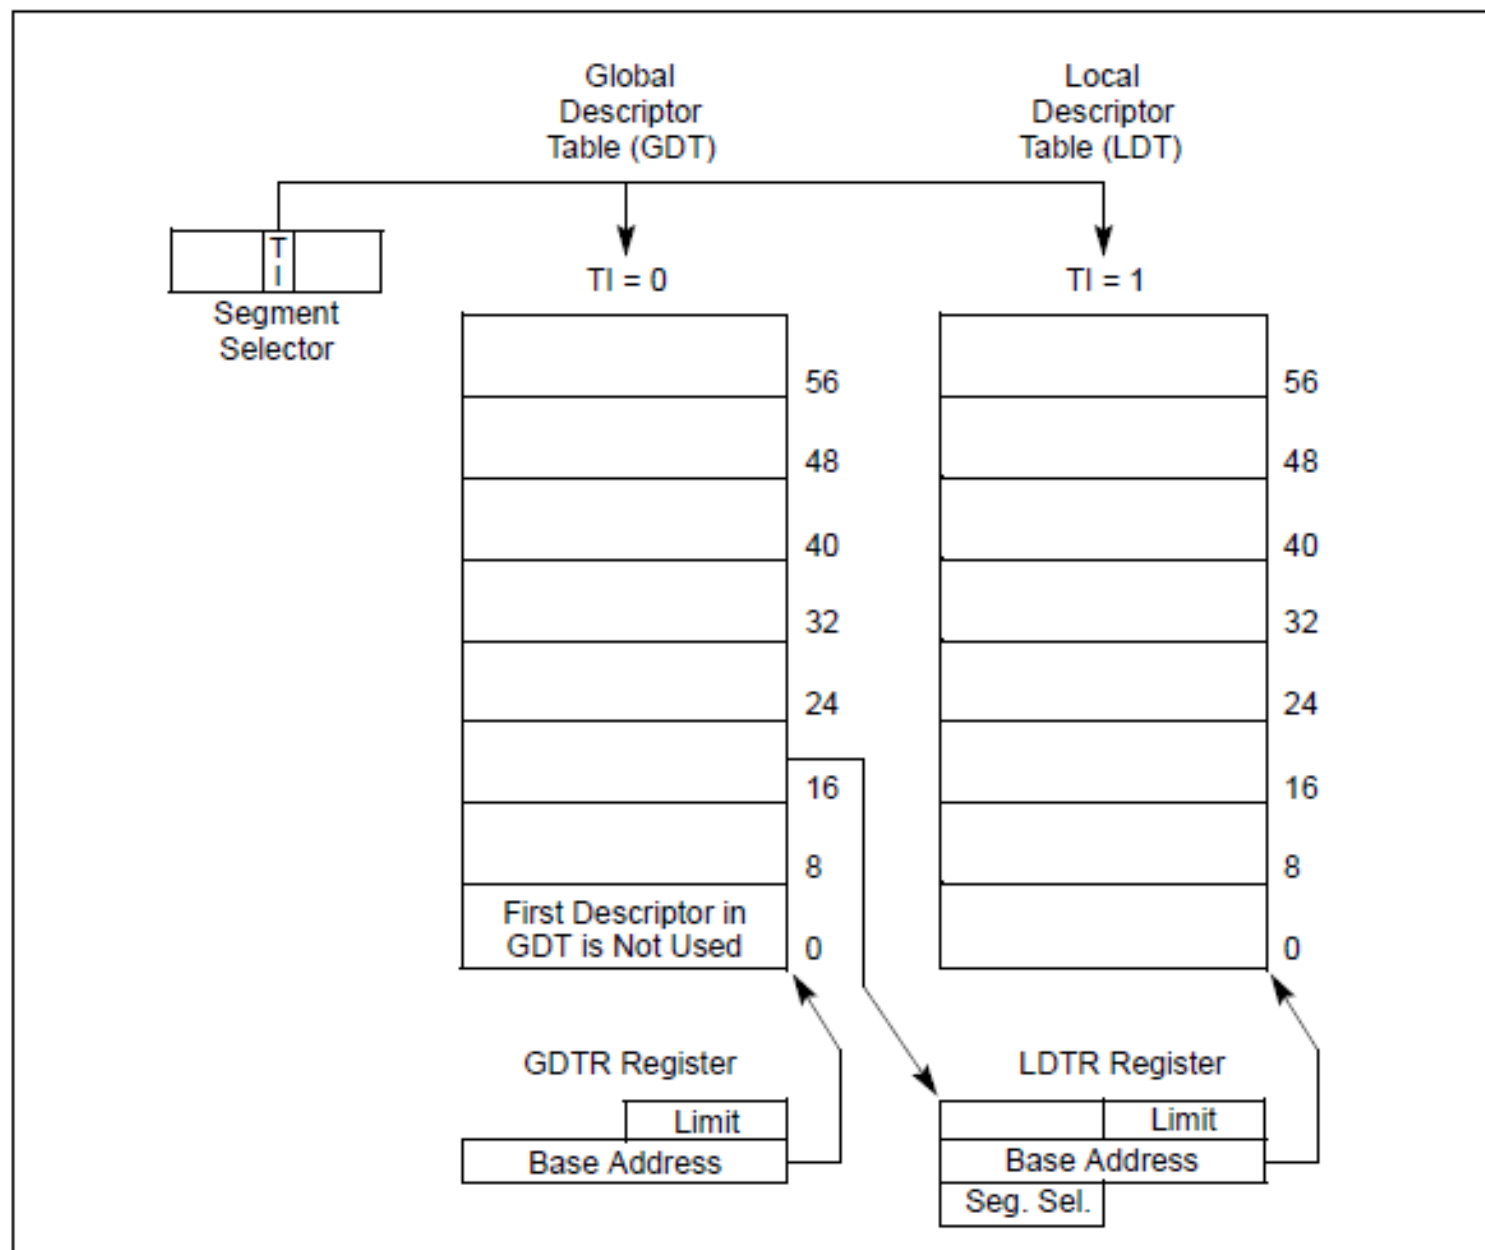 Global
Descriptor
Table (GDT)
Local
Descriptor
Table (LDT)
T
I
Segment
Selector
TI = 0
TI = 1
56
48
40
32
24
16
8
First Descriptor in
GDT is Not Used
0
56
48
40
32
24
16
8
0
GDTR Register
Limit
Base Address
LDTR Register
Limit
Base Address
Seg. Sel.